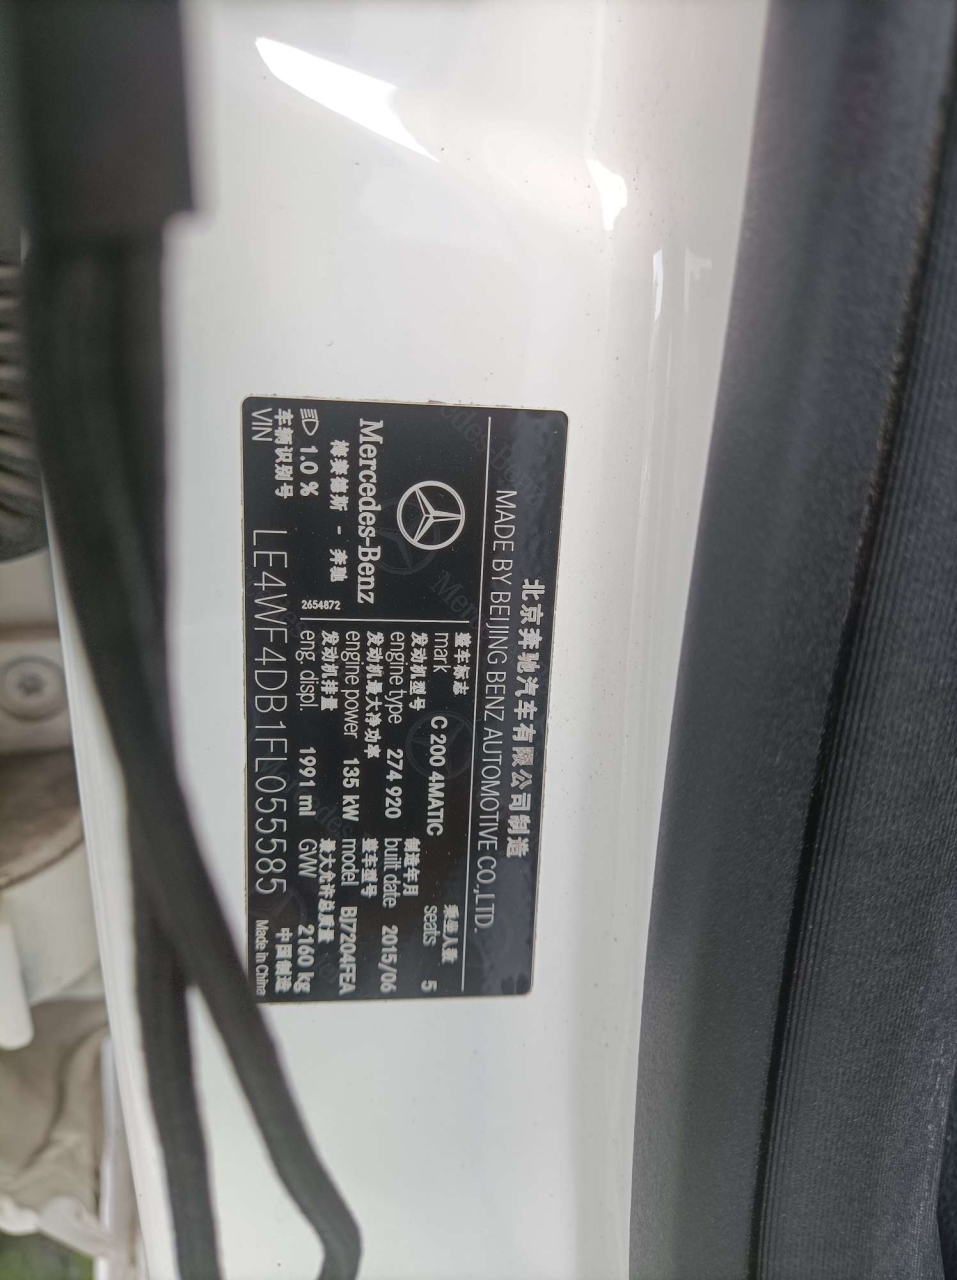 北京奔驰汽车有限公司制造
MADE BY BEIJING BENZ AUTOMOTIVE CO.,LTD.
Mercedes-Benz
梅赛德斯 - 奔驰
1.0 %
2654872
整车标志
mark C 200 4MATIC
乘坐人数
seats 5
发动机型号
engine type 274 920
制造年月
built date 2015/06
发动机最大净功率
engine power 135 kW
整车型号
model BJ7204FEA
发动机排量
eng. displ. 1991 ml
最大允许总质量
GVW 2160 kg
车辆识别号
VIN LE4WF4DB1FL055585
中国制造
Made in China